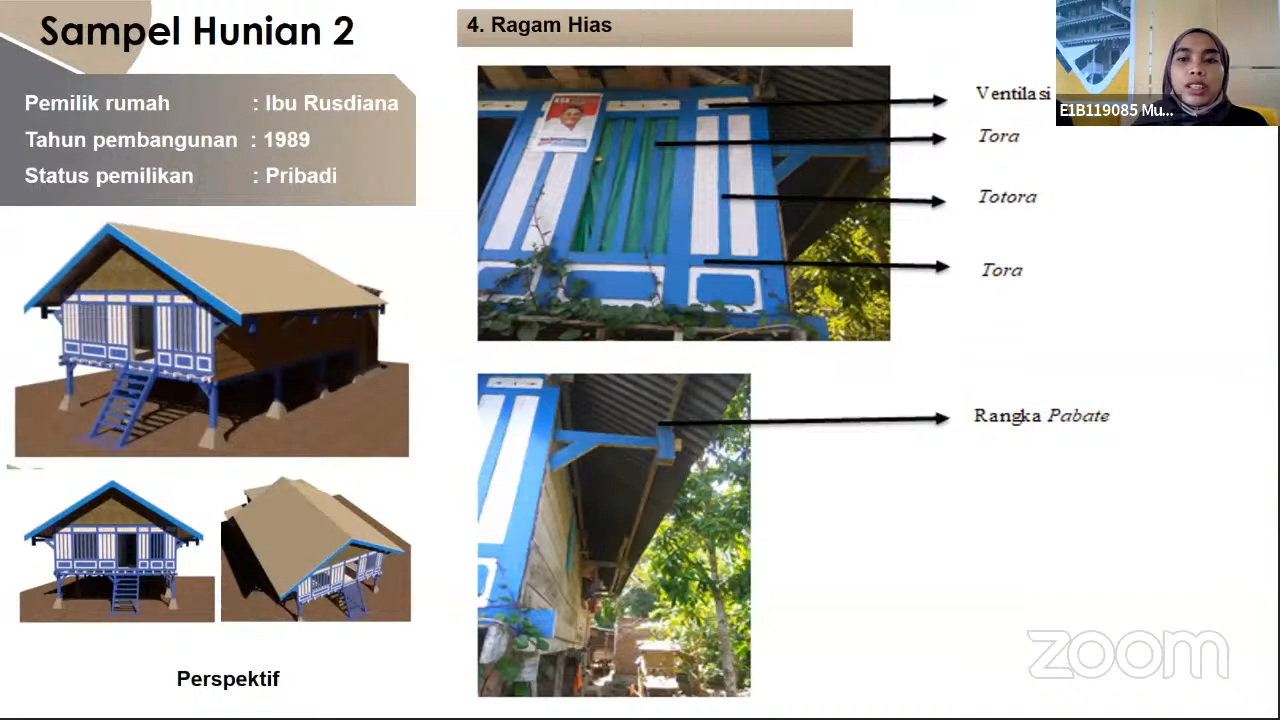 Sampel Hunian 2
4. Ragam Hias
Pemilik rumah : Ibu Rusdiana
Tahun pembangunan : 1989
Status pemilikan : Pribadi
Ventilasi
Tora
Totora
Tora
Rangka Pabate
Perspektif
E1B119085 Mu...
zoom